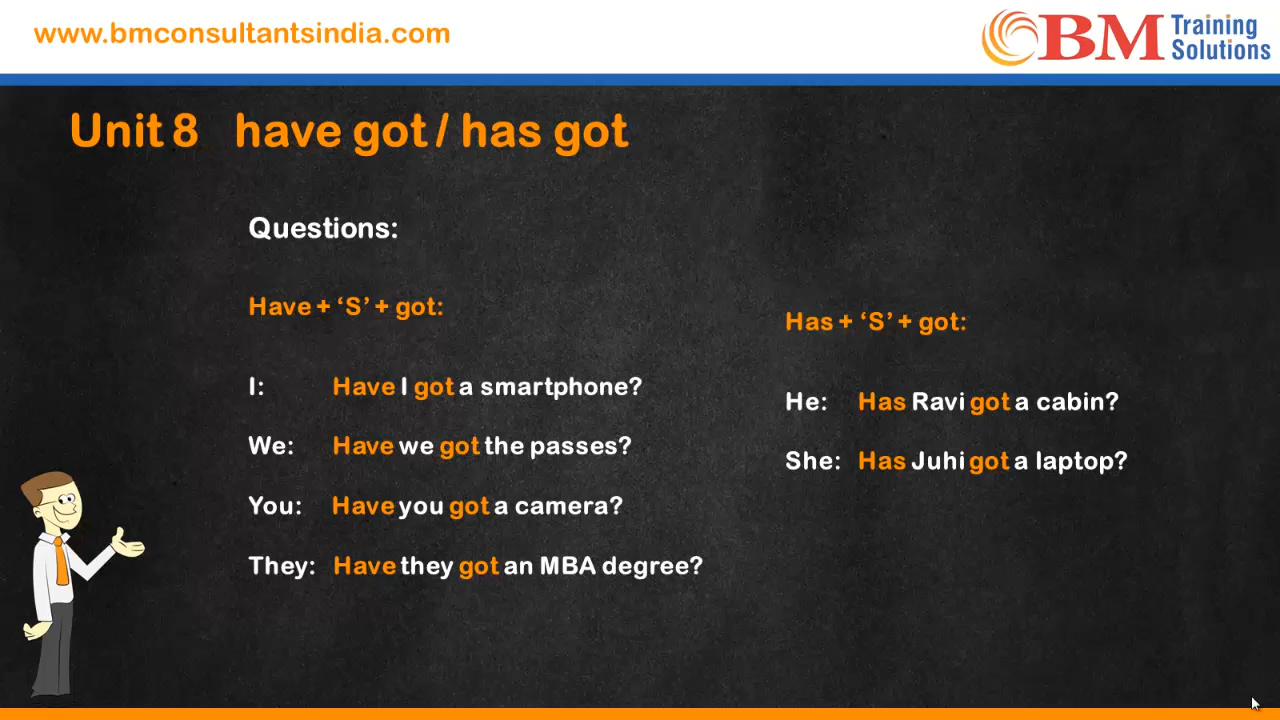 www.bmconsultantsindia.com
BM Training Solutions
Unit 8 have got / has got
Questions:
Have + ‘S’ + got:
I: Have I got a smartphone?
We: Have we got the passes?
You: Have you got a camera?
They: Have they got an MBA degree?
Has + ‘S’ + got:
He: Has Ravi got a cabin?
She: Has Juhi got a laptop?